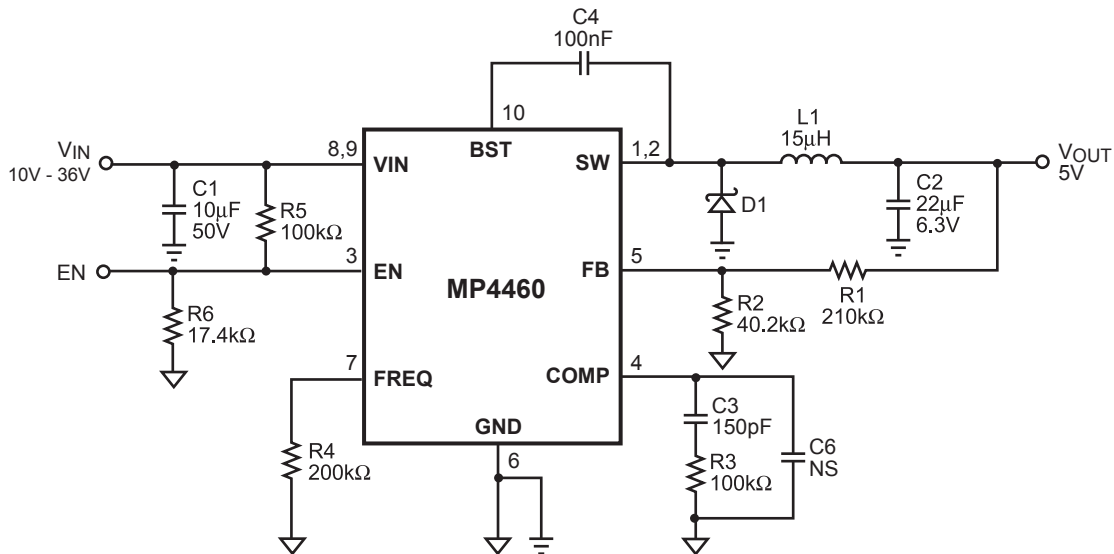 C4
100nF
10
BST
L1
15µH
VIN
10V - 36V
8,9
VIN
SW
1,2
VOUT
5V
C1
10µF
50V
R5
100kΩ
D1
C2
22µF
6.3V
EN
3
EN
FB
5
MP4460
R1
210kΩ
R2
40.2kΩ
R6
17.4kΩ
7
FREQ
COMP
4
C3
150pF
GND
6
R4
200kΩ
R3
100kΩ
C6
NS